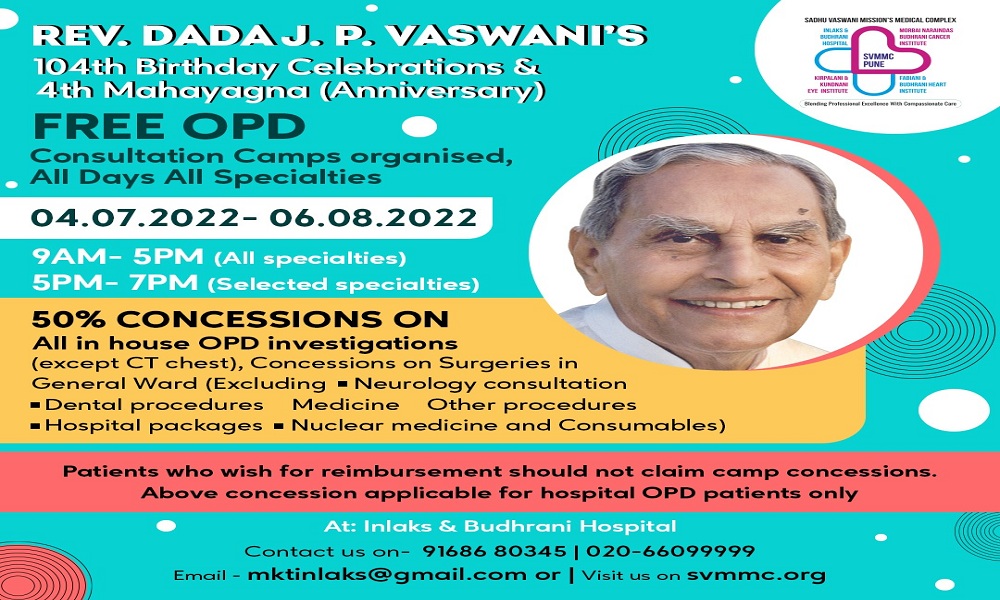 REV. DADA J. P. VASWANI'S
104th Birthday Celebrations &
4th Mahayagna (Anniversary)
FREE OPD
Consultation Camps organised,
All Days All Specialties
04.07.2022- 06.08.2022
9AM- 5PM (All specialties)
5PM- 7PM (Selected specialties)
50% CONCESSIONS ON
All in house OPD investigations
(except CT chest), Concessions on Surgeries in
General Ward (Excluding ▪ Neurology consultation
▪ Dental procedures Medicine Other procedures
▪ Hospital packages ▪ Nuclear medicine and Consumables)
SADHU VASWANI MISSION'S MEDICAL COMPLEX
INLAKS &
BUDHRANI
HOSPITAL
MORBAI NARAINDAS
BUDHRANI CANCER
INSTITUTE
SVMMC
PUNE
KIRPALANI &
KUNDNANI
EYE INSTITUTE
FABIANI &
BUDHRANI HEART
INSTITUTE
Blending Professional Excellence With Compassionate Care
Patients who wish for reimbursement should not claim camp concessions.
Above concession applicable for hospital OPD patients only
At: Inlaks & Budhrani Hospital
Contact us on- 91686 80345 | 020-66099999
Email - mktinlaks@gmail.com or | Visit us on svmmc.org